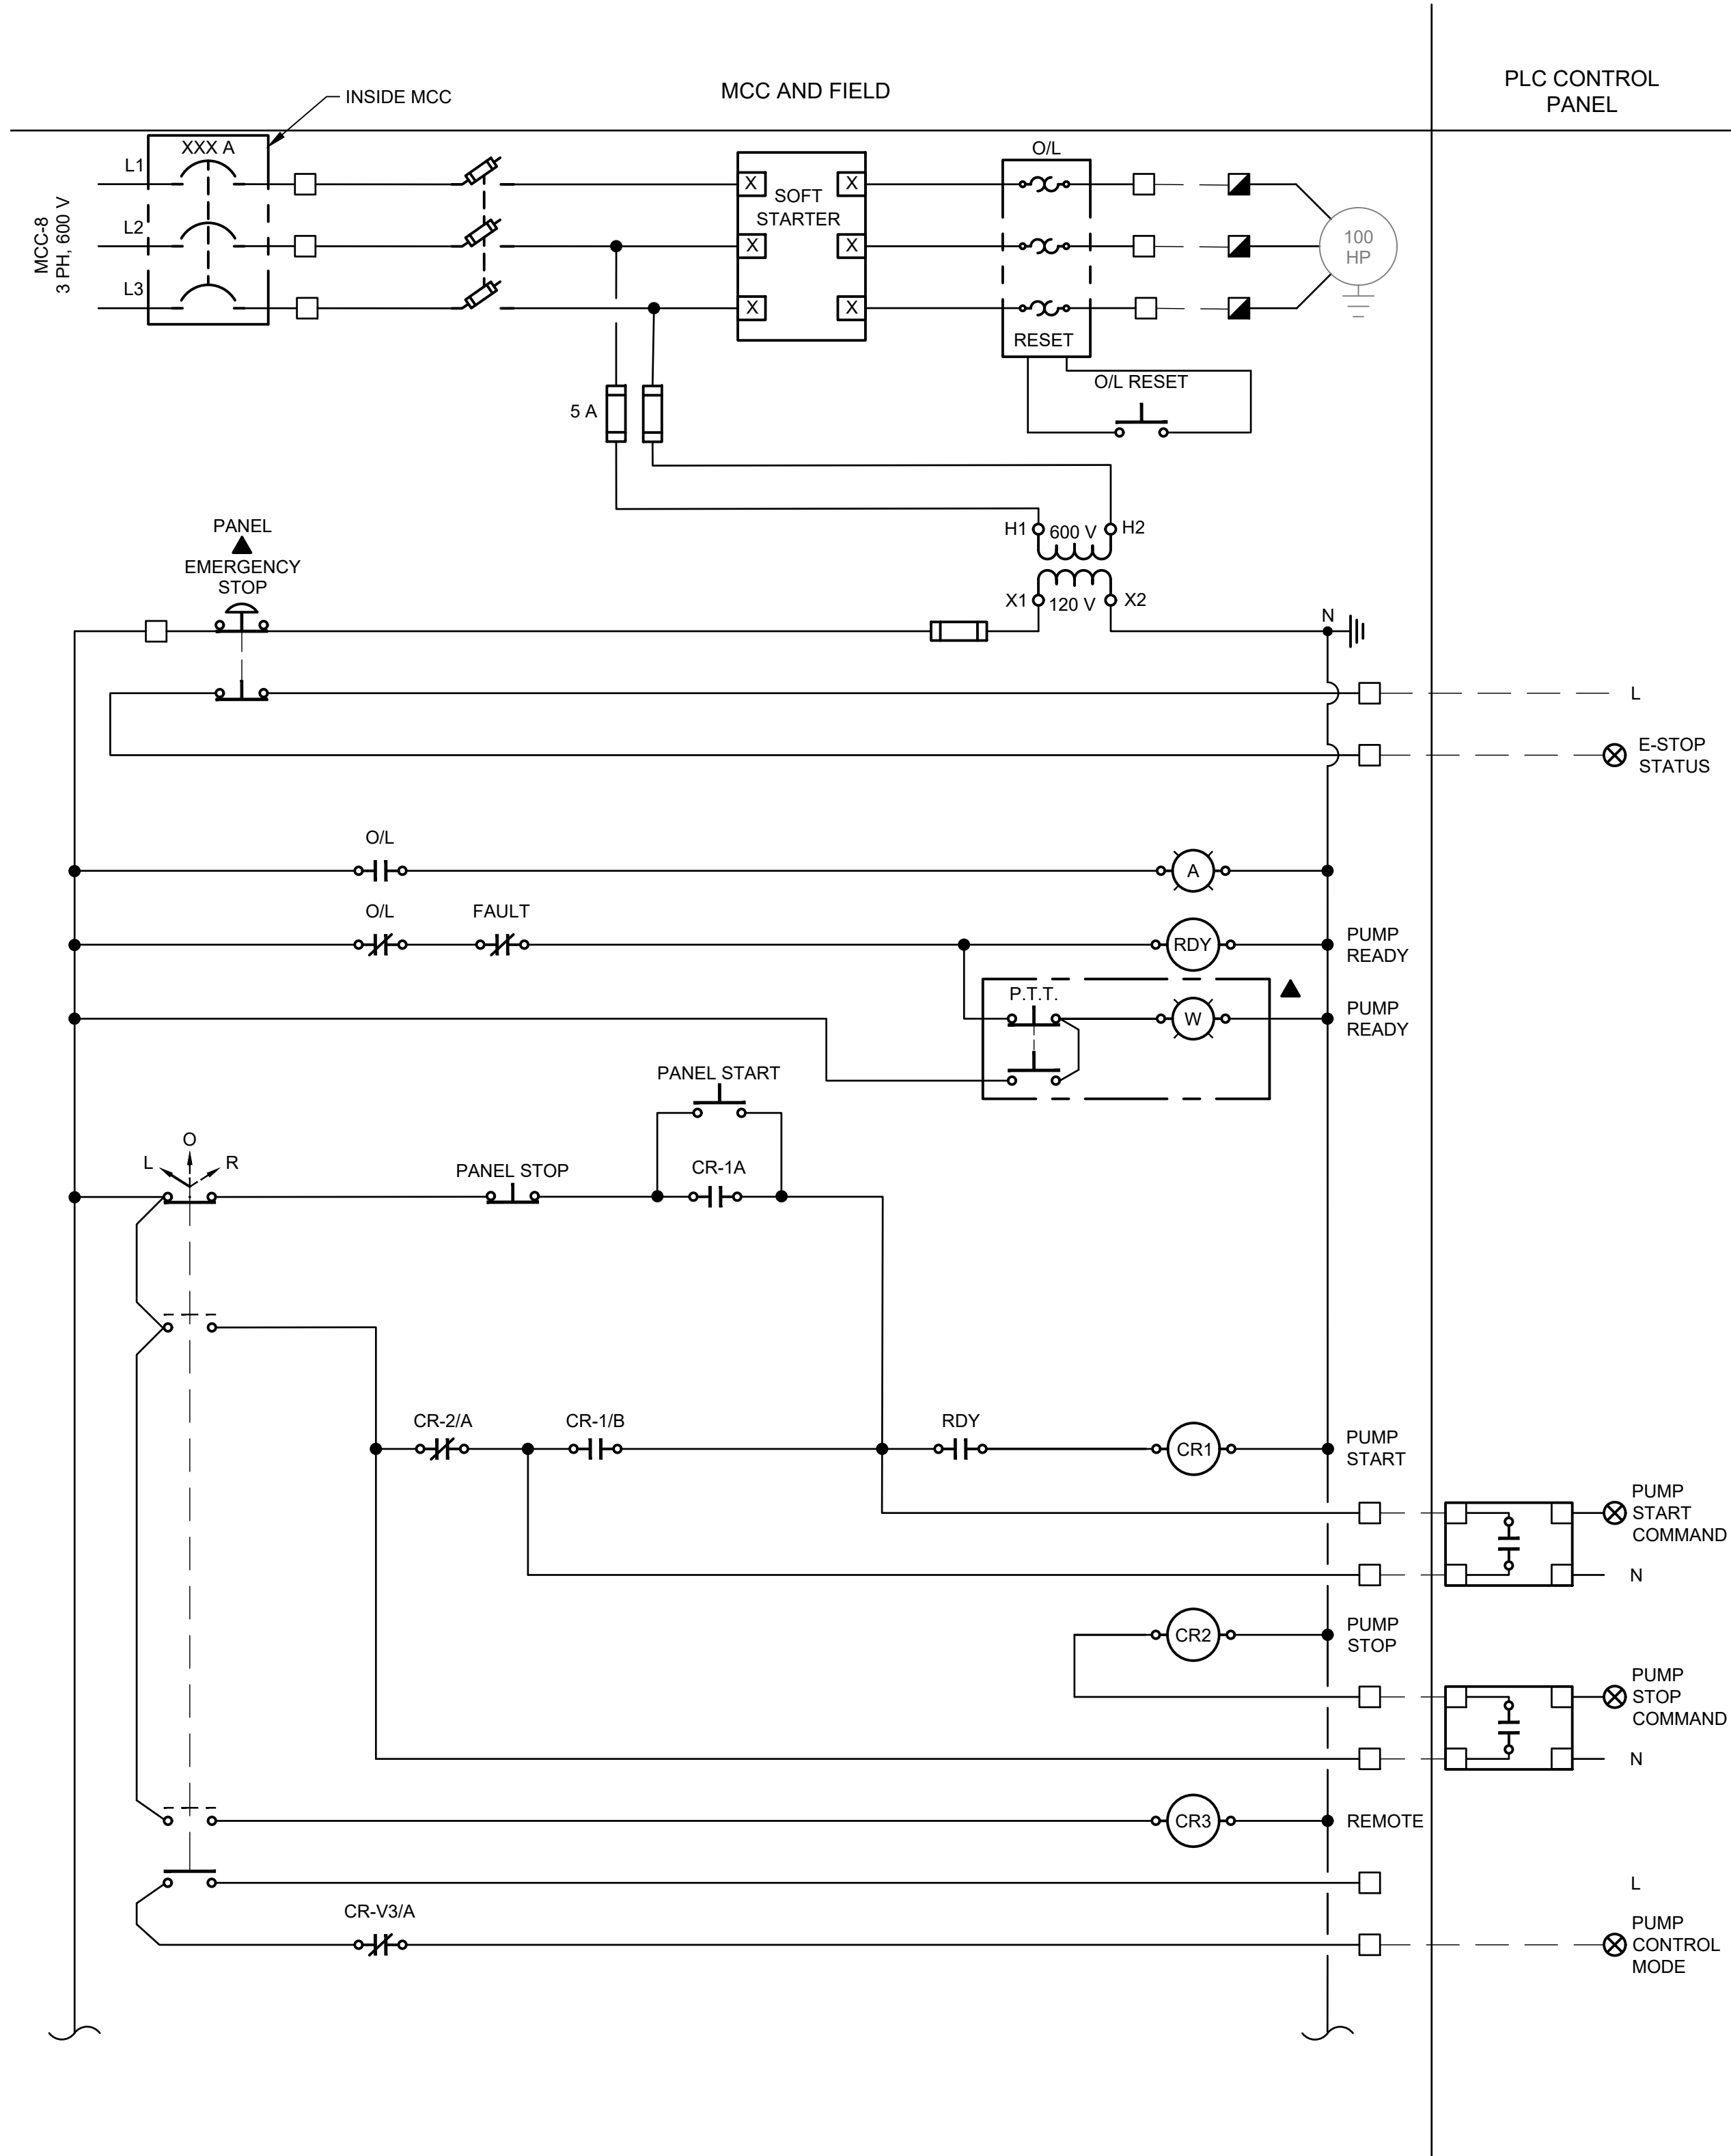 MCC AND FIELD
PLC CONTROL
PANEL
INSIDE MCC
XXX A
L1
L2
L3
MCC-8
3 PH, 600 V
X
X
X
SOFT
STARTER
X
X
X
O/L
RESET
100
HP
O/L RESET
5 A
H1
600 V
H2
X1
120 V
X2
PANEL
EMERGENCY
STOP
N
L
E-STOP
STATUS
O/L
A
O/L
FAULT
RDY
PUMP
READY
P.T.T.
W
PUMP
READY
PANEL START
L
O
R
PANEL STOP
CR-1A
CR-2/A
CR-1/B
RDY
CR1
PUMP
START
PUMP
START
COMMAND
N
CR2
PUMP
STOP
PUMP
STOP
COMMAND
N
CR3
REMOTE
L
CR-V3/A
PUMP
CONTROL
MODE